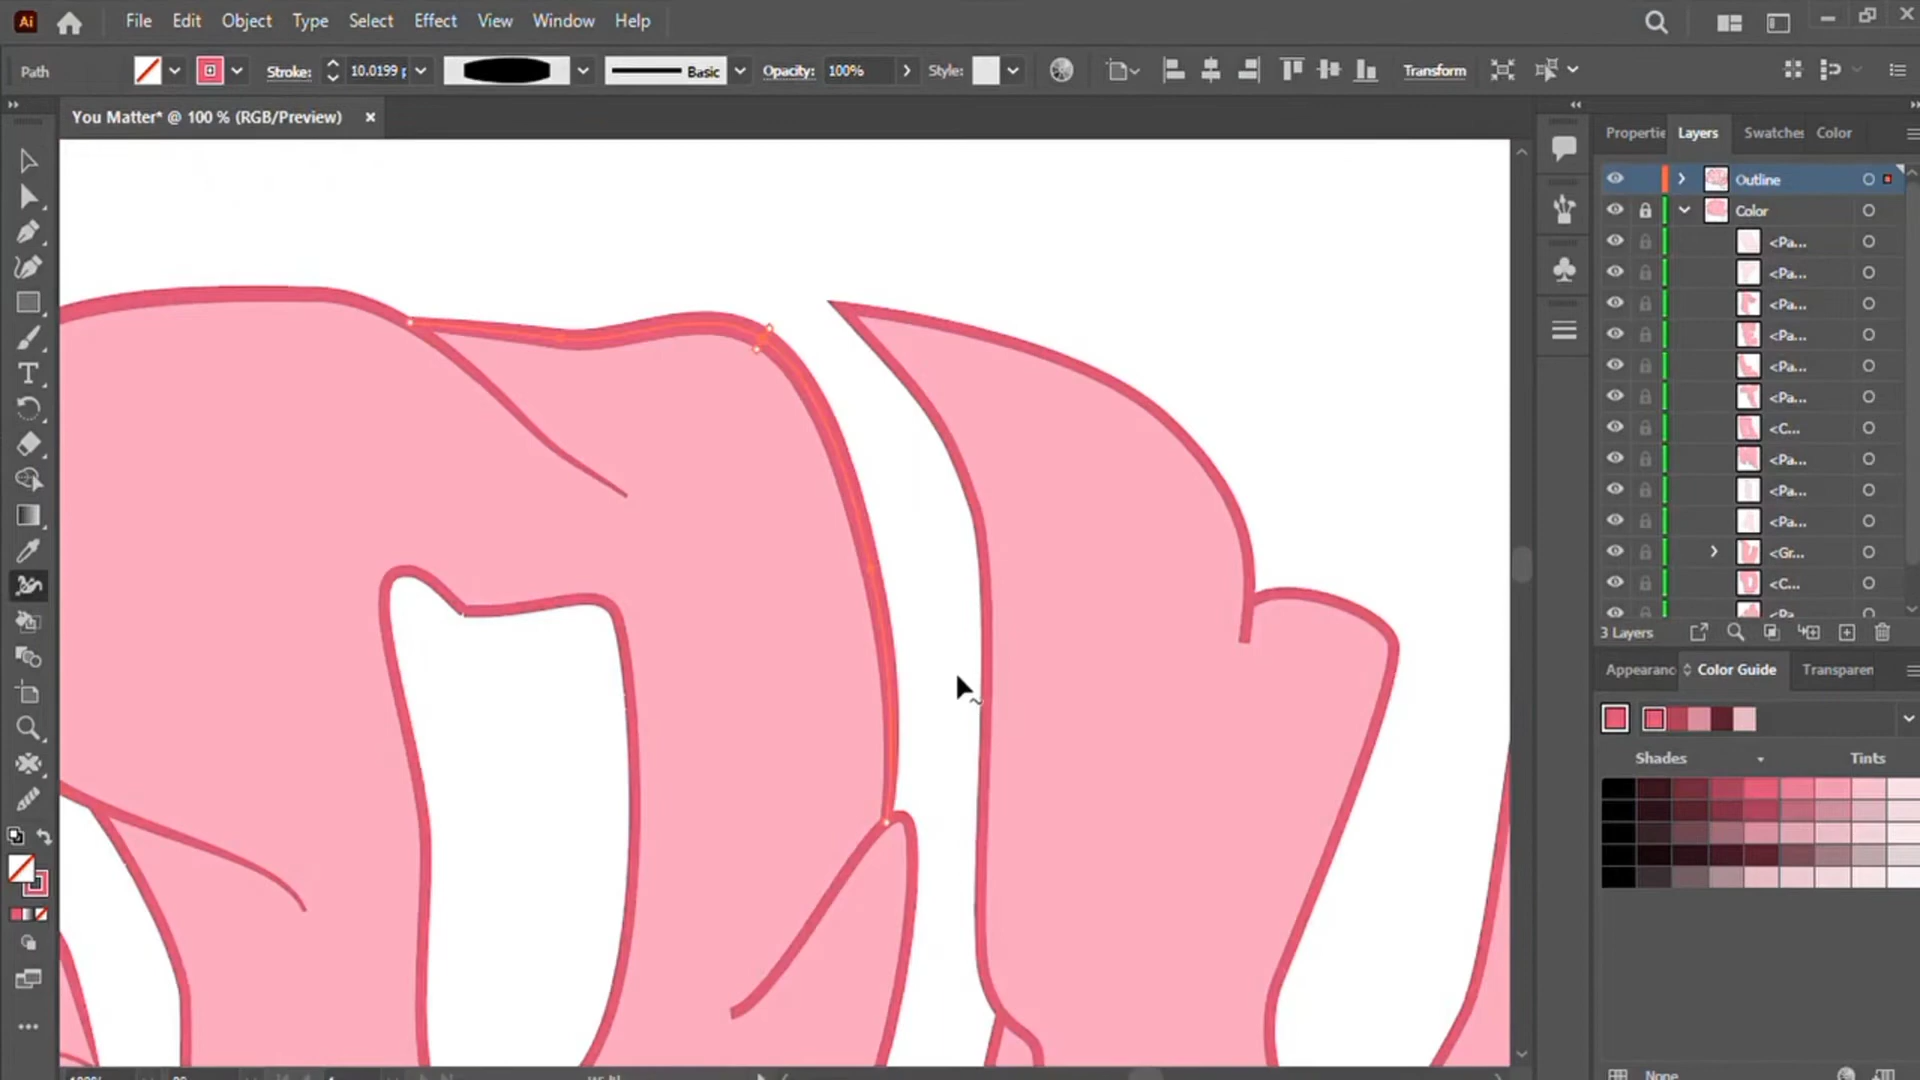 Ai File Edit Object Type Select Effect View Window Help
Path Stroke: 10.0199 p Basic Opacity: 100% Style: Transform
You Matter* @ 100 % (RGB/Preview) ×
Propertie Layers Swatches Color
Outline
Color
<Pa...
<Pa...
<Pa...
<Pa...
<Pa...
<Pa...
<C...
<Pa...
<Pa...
<Pa...
<Gr...
<C...
<Pa...
3 Layers
Appearanc Color Guide Transparen
Shades Tints
None